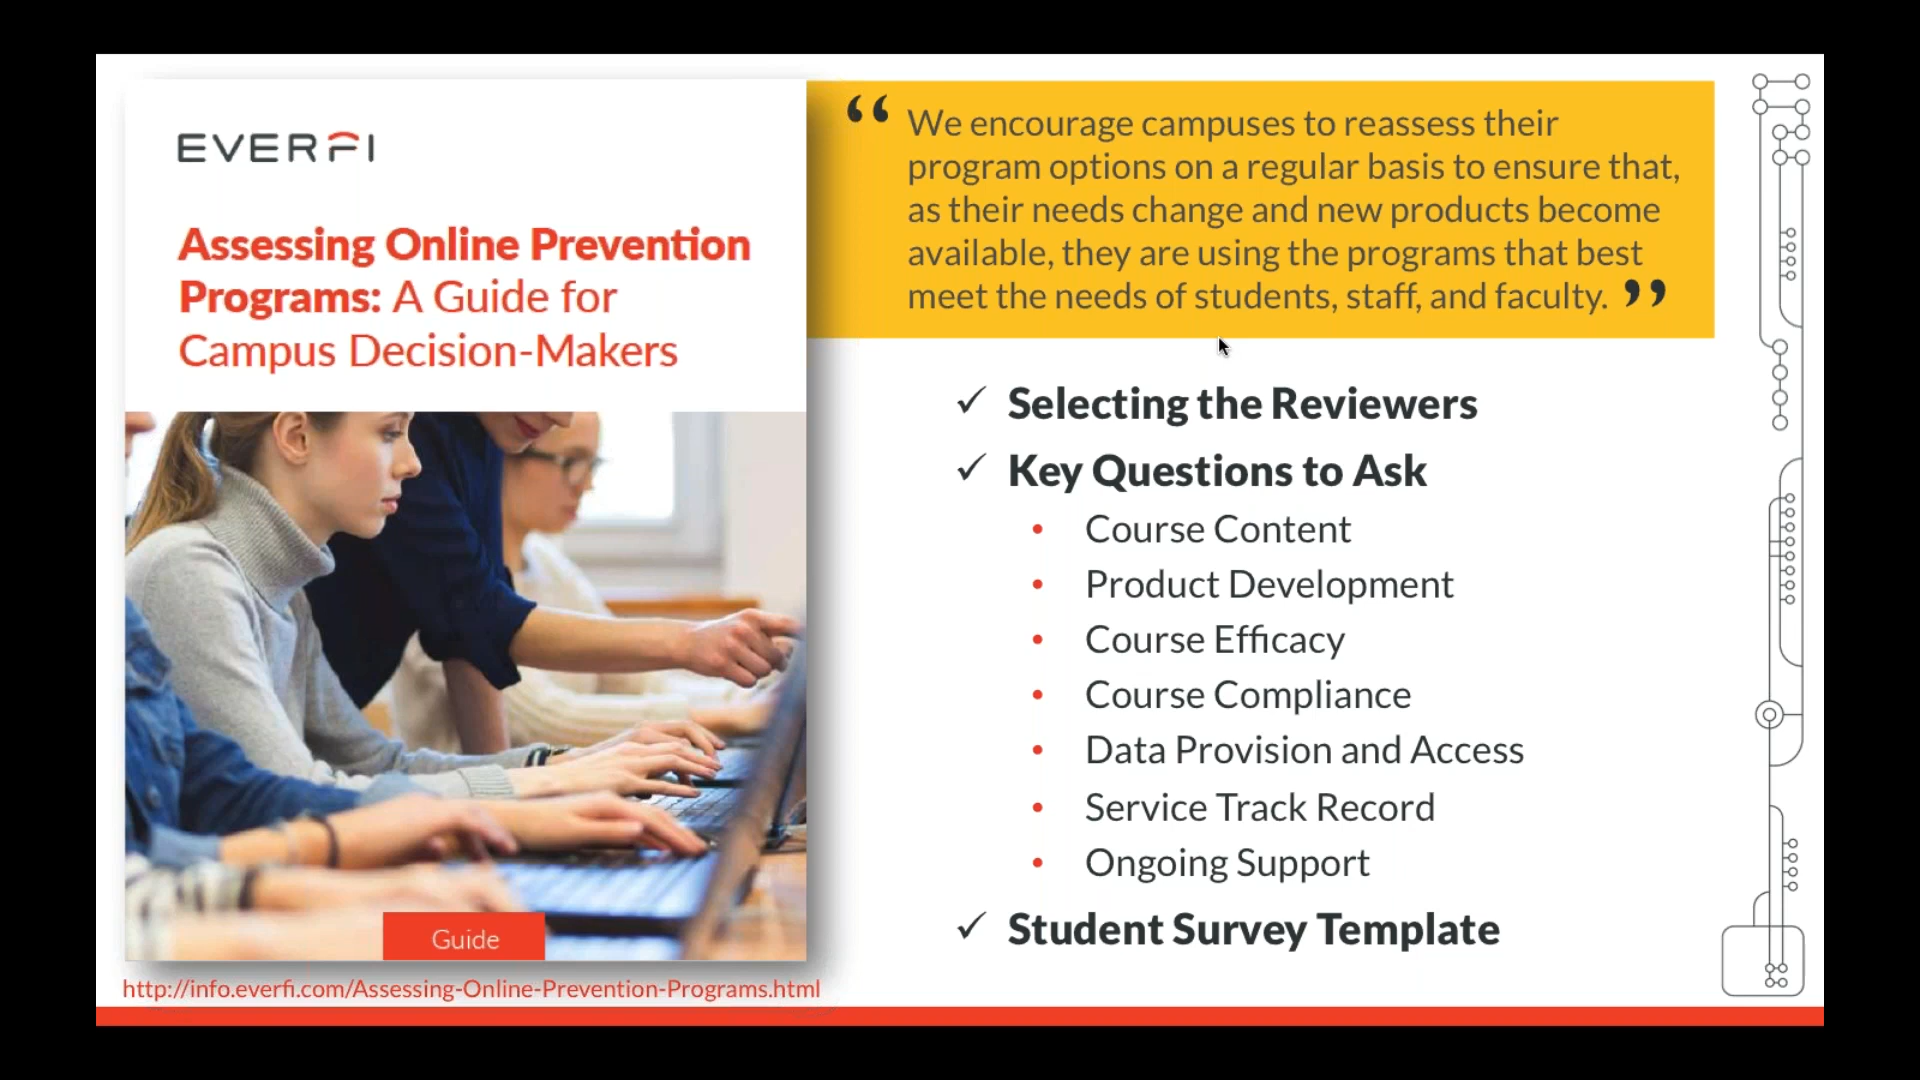 EVERFI
Assessing Online Prevention
Programs: A Guide for
Campus Decision-Makers
Guide
http://info.everfi.com/Assessing-Online-Prevention-Programs.html
“ We encourage campuses to reassess their
program options on a regular basis to ensure that,
as their needs change and new products become
available, they are using the programs that best
meet the needs of students, staff, and faculty. ”
✓ Selecting the Reviewers
✓ Key Questions to Ask
• Course Content
• Product Development
• Course Efficacy
• Course Compliance
• Data Provision and Access
• Service Track Record
• Ongoing Support
✓ Student Survey Template